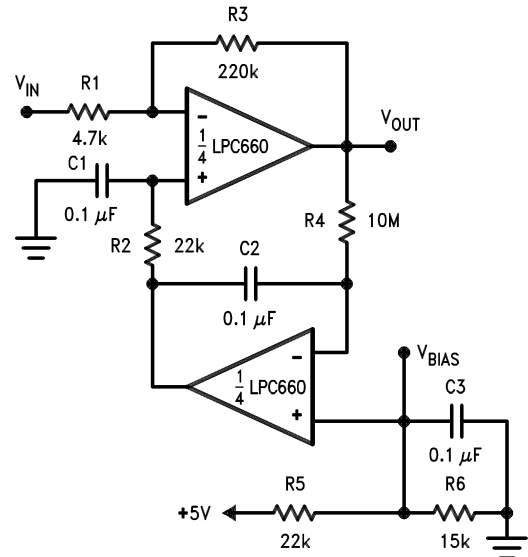 R3
220k
V_IN
R1
4.7k
V_OUT
-
1/4 LPC660
+
C1
0.1 μF
R4
10M
R2
22k
C2
0.1 μF
-
1/4 LPC660
+
V_BIAS
C3
0.1 μF
+5V
R5
22k
R6
15k